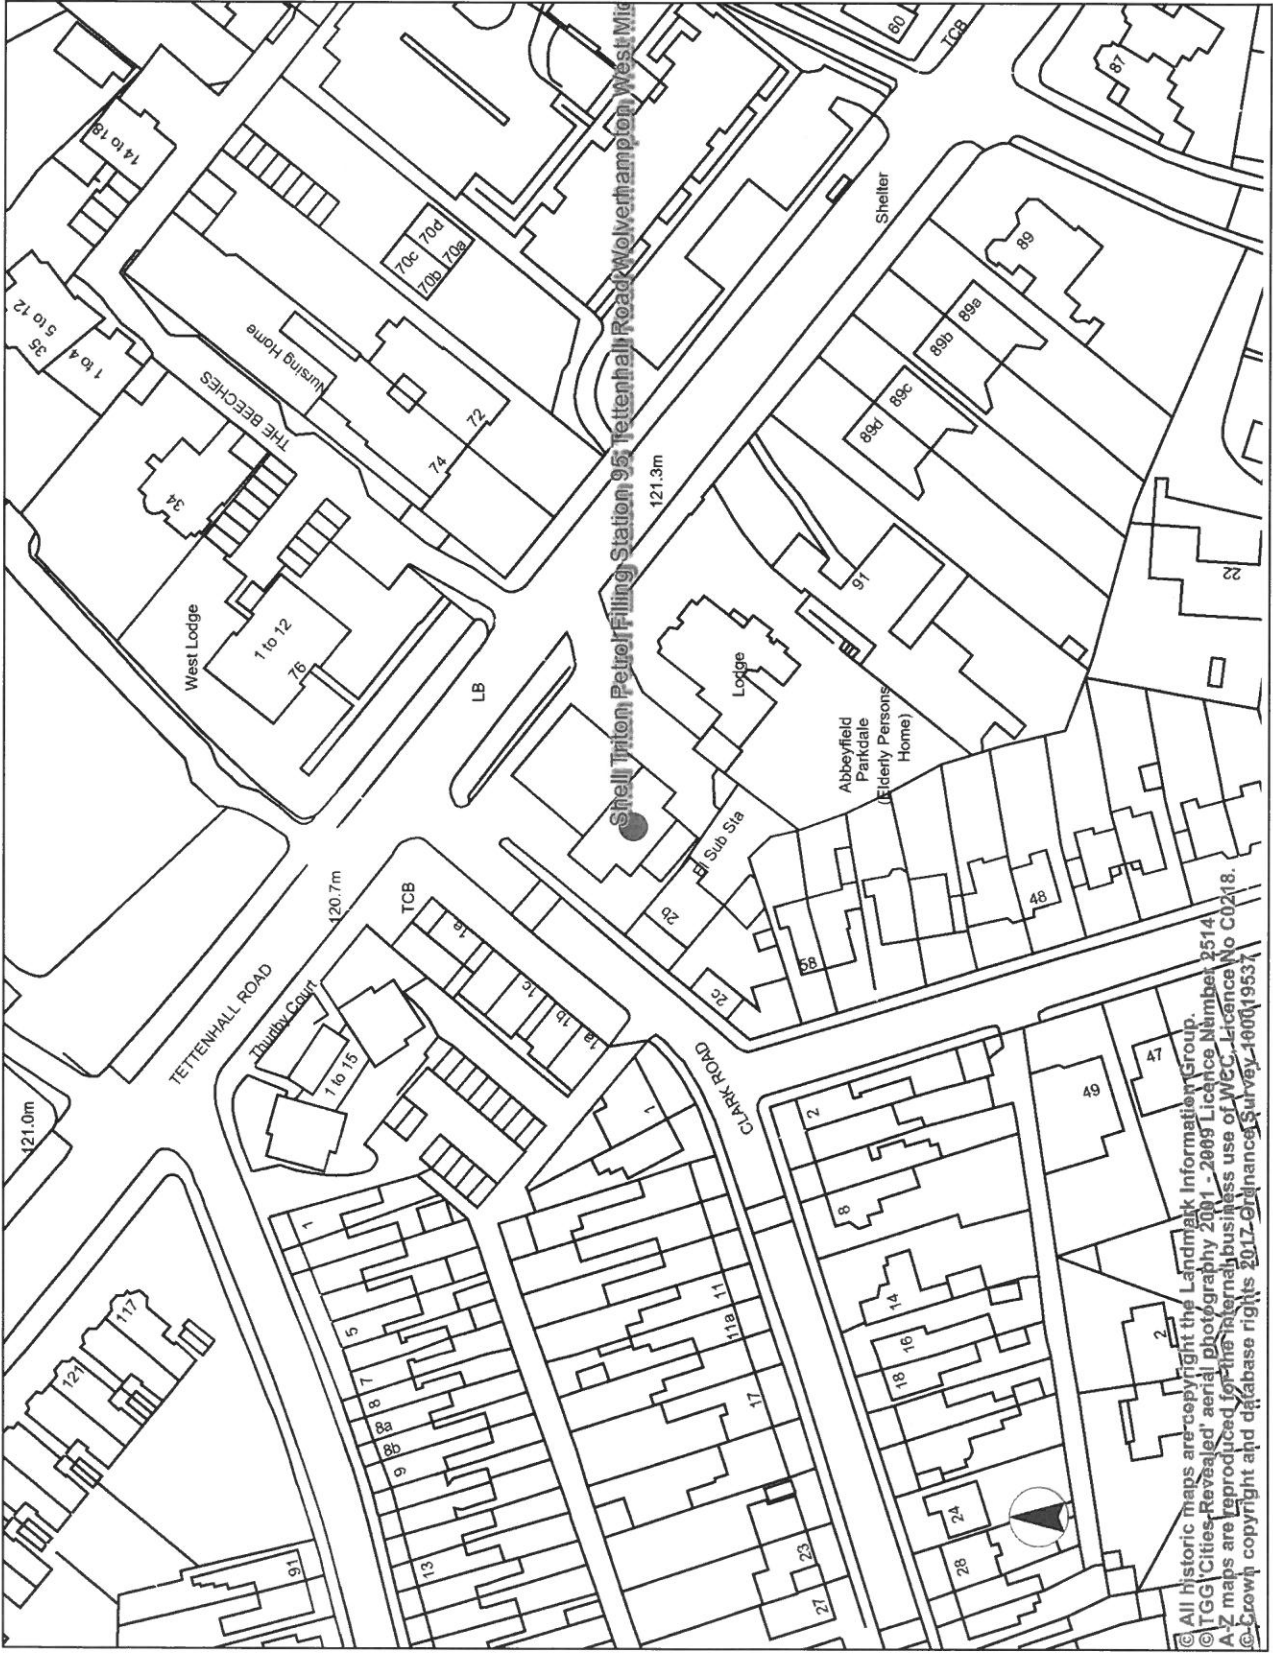 60
TCB
87
14 to 18
70c
70d
70b
70a
5 to 12
35
1 to 4
THE BEECHES
Nursing Home
34
72
74
Shelter
89
89a
89b
89c
89d
121.3m
West Lodge
1 to 12
76
LB
91
22
Lodge
Shell Triton Petrol Filling Station 95, Tettenhall Road Wolverhampton West Mid
Abbeyfield
Parkdale
(Elderly Persons
Home)
El Sub Sta
2b
2c
58
48
120.7m
TCB
TETTENHALL ROAD
Thurlby Court
1 to 15
1e
1c
1b
1a
121.0m
CLARK ROAD
1
2
8
49
47
1
5
7
8
8a
8b
9
13
11
11a
17
23
27
14
16
18
24
28
2
117
121
91
© All historic maps are copyright the Landmark Information Group.
© TGG 'Cities Revealed' aerial photography 2001 - 2009 Licence Number 2514
A-Z maps are reproduced for the internal business use of WCC, Licence No C0218.
© Crown copyright and database rights 2017 Ordnance Survey 100019537